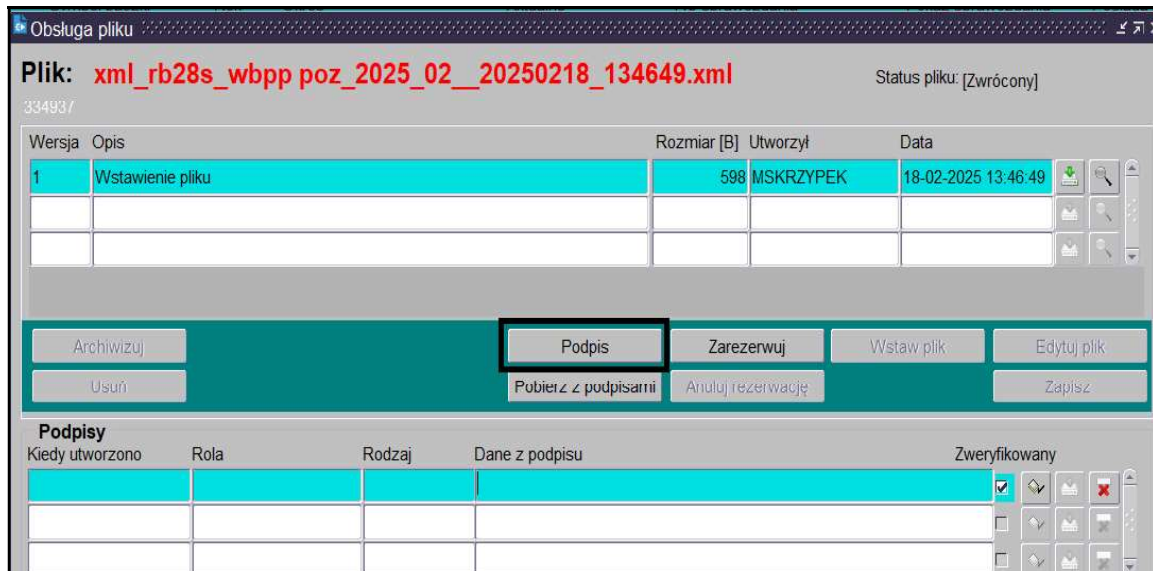 Obsługa pliku
Plik: xml_rb28s_wbpp poz_2025_02__20250218_134649.xml Status pliku: [Zwrócony]
334937
Wersja Opis Rozmiar [B] Utworzył Data
1 Wstawienie pliku 598 MSKRZYPEK 18-02-2025 13:46:49
Archiwizuj Podpis Zarezerwuj Wstaw plik Edytuj plik
Usuń Pobierz z podpisami Anuluj rezerwację Zapisz
Podpisy
Kiedy utworzono Rola Rodzaj Dane z podpisu Zweryfikowany